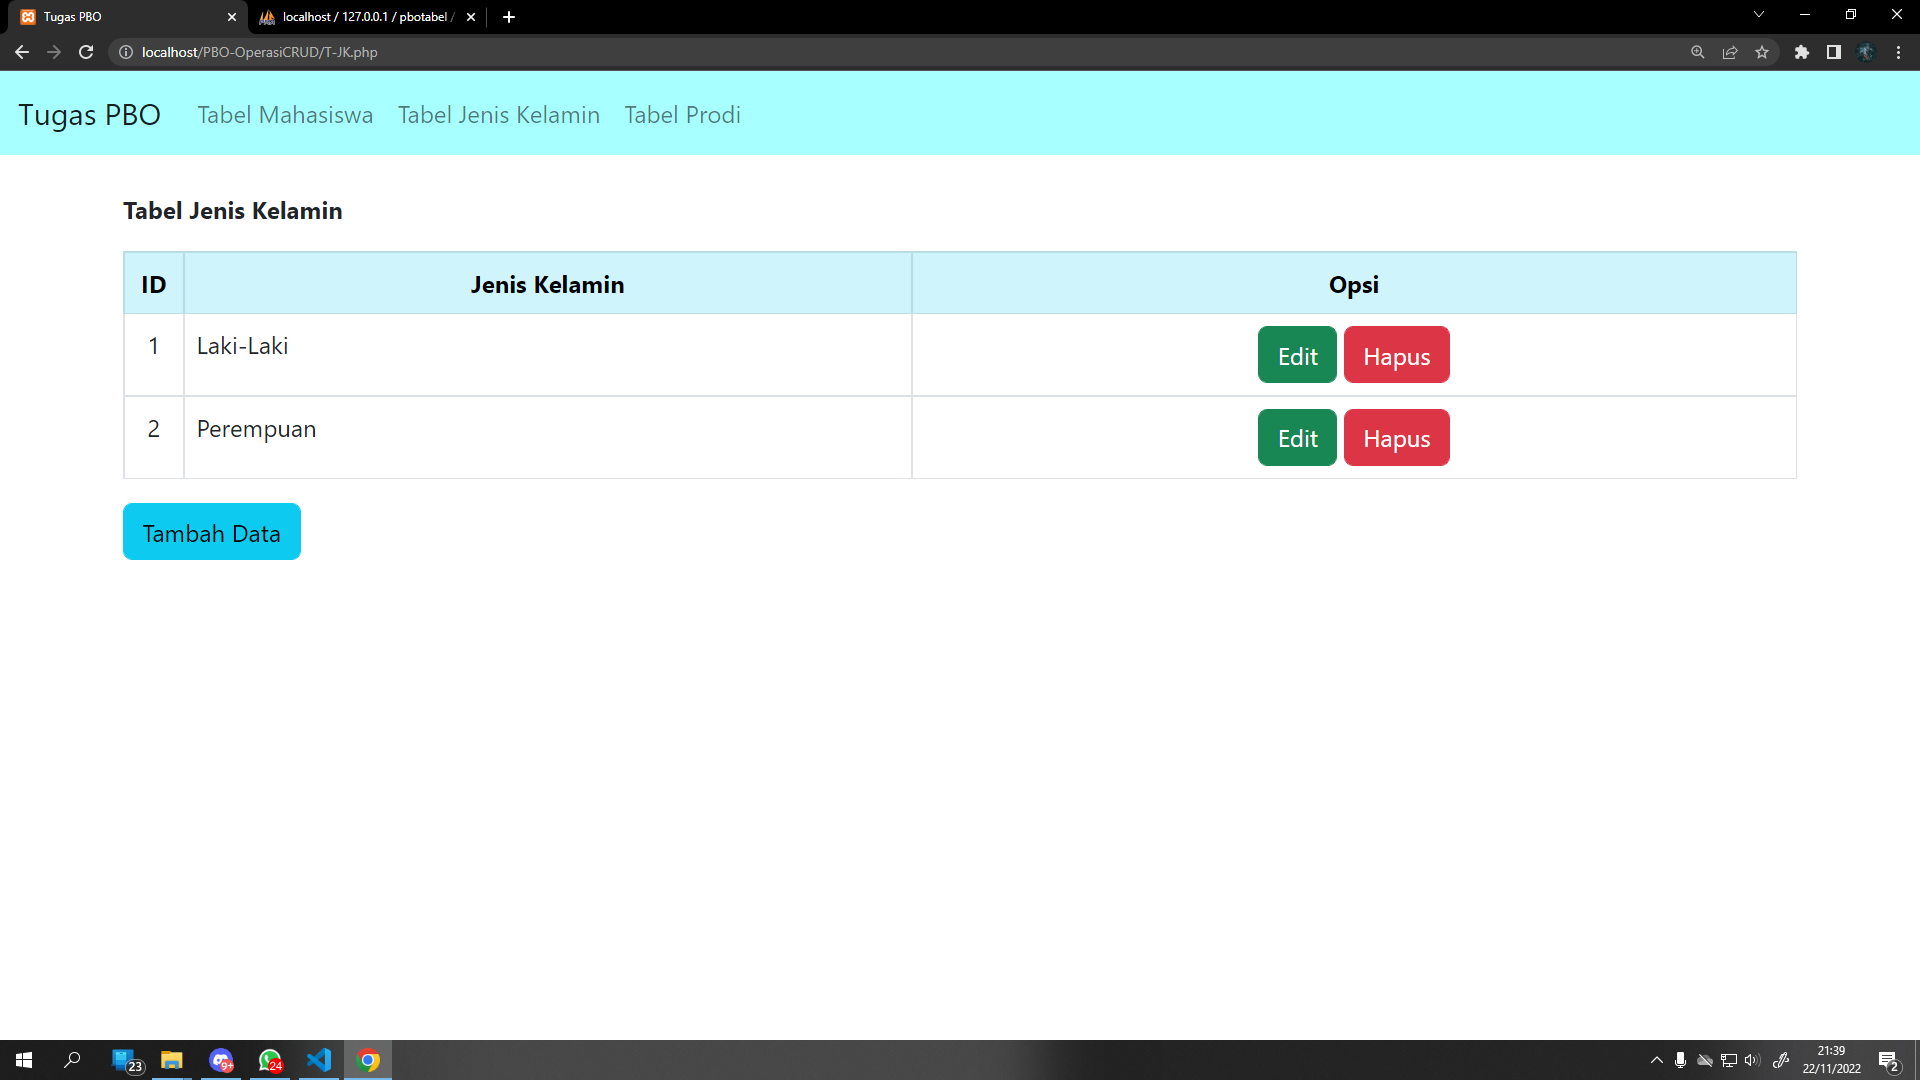 Tugas PBO
localhost / 127.0.0.1 / pbotabel /
localhost/PBO-OperasiCRUD/T-JK.php
Tugas PBO Tabel Mahasiswa Tabel Jenis Kelamin Tabel Prodi
Tabel Jenis Kelamin
ID Jenis Kelamin Opsi
1 Laki-Laki Edit Hapus
2 Perempuan Edit Hapus
Tambah Data
23
9+
24
21:39
22/11/2022
2